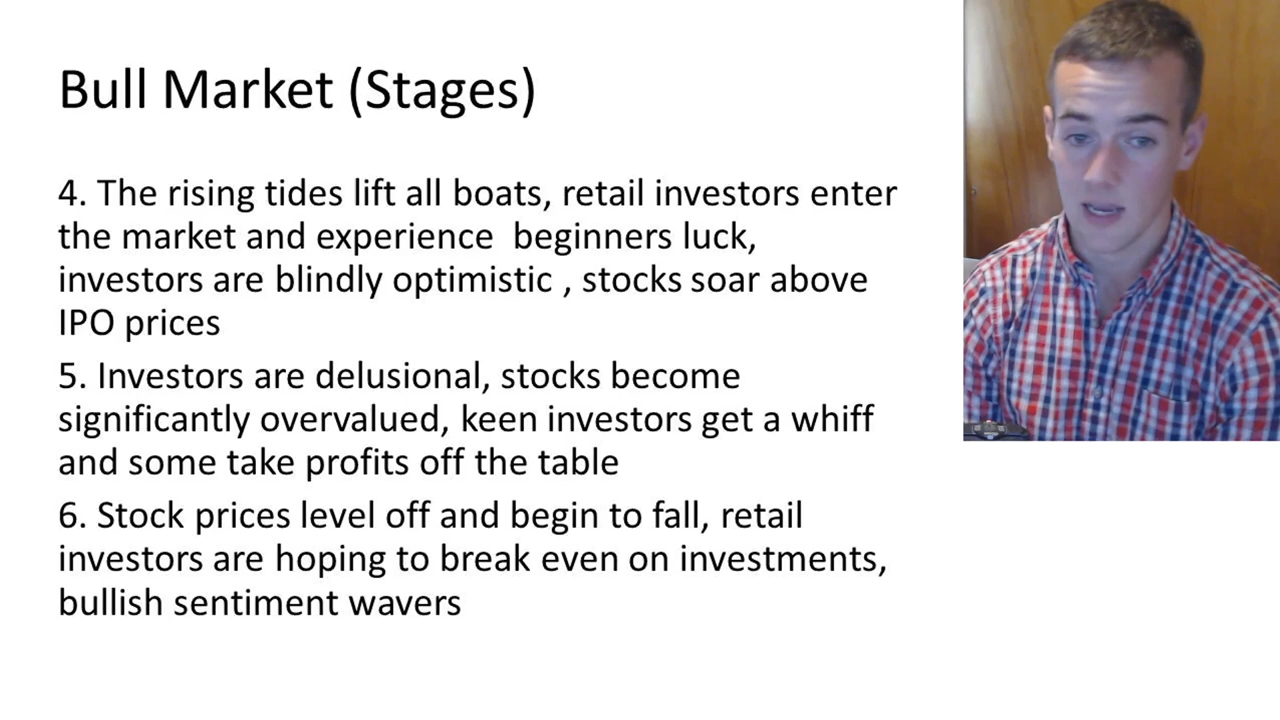 Bull Market (Stages)
4. The rising tides lift all boats, retail investors enter
the market and experience  beginners luck,
investors are blindly optimistic , stocks soar above
IPO prices
5. Investors are delusional, stocks become
significantly overvalued, keen investors get a whiff
and some take profits off the table
6. Stock prices level off and begin to fall, retail
investors are hoping to break even on investments,
bullish sentiment wavers